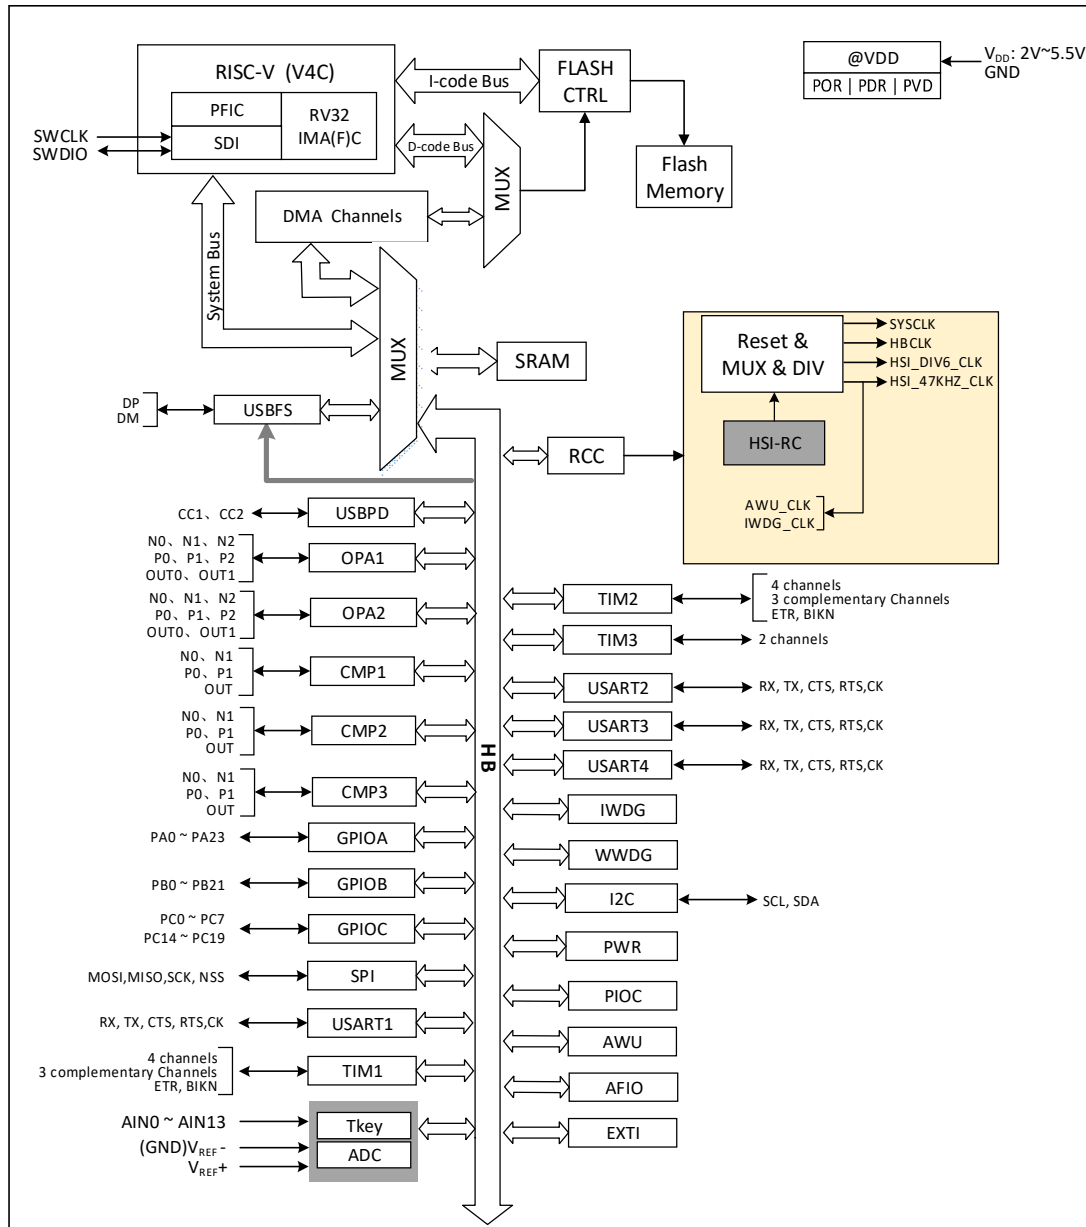 RISC-V (V4C)
PFIC
SDI
RV32
IMA(F)C
SWCLK
SWDIO
I-code Bus
D-code Bus
FLASH
CTRL
MUX
Flash
Memory
@VDD
POR | PDR | PVD
VDD: 2V~5.5V
GND
DMA Channels
System Bus
MUX
SRAM
DP
DM
USBFS
RCC
Reset &
MUX & DIV
HSI-RC
SYSCLK
HBCLK
HSI_DIV6_CLK
HSI_47KHZ_CLK
AWU_CLK
IWDG_CLK
HB
CC1、CC2
USBPD
N0、N1、N2
P0、P1、P2
OUT0、OUT1
OPA1
N0、N1、N2
P0、P1、P2
OUT0、OUT1
OPA2
N0、N1
P0、P1
OUT
CMP1
N0、N1
P0、P1
OUT
CMP2
N0、N1
P0、P1
OUT
CMP3
PA0 ~ PA23
GPIOA
PB0 ~ PB21
GPIOB
PC0 ~ PC7
PC14 ~ PC19
GPIOC
MOSI,MISO,SCK, NSS
SPI
RX, TX, CTS, RTS,CK
USART1
4 channels
3 complementary Channels
ETR, BIKN
TIM1
AIN0 ~ AIN13
(GND)VREF -
VREF+
Tkey
ADC
TIM2
4 channels
3 complementary Channels
ETR, BIKN
TIM3
2 channels
USART2
RX, TX, CTS, RTS,CK
USART3
RX, TX, CTS, RTS,CK
USART4
RX, TX, CTS, RTS,CK
IWDG
WWDG
I2C
SCL, SDA
PWR
PIOC
AWU
AFIO
EXTI